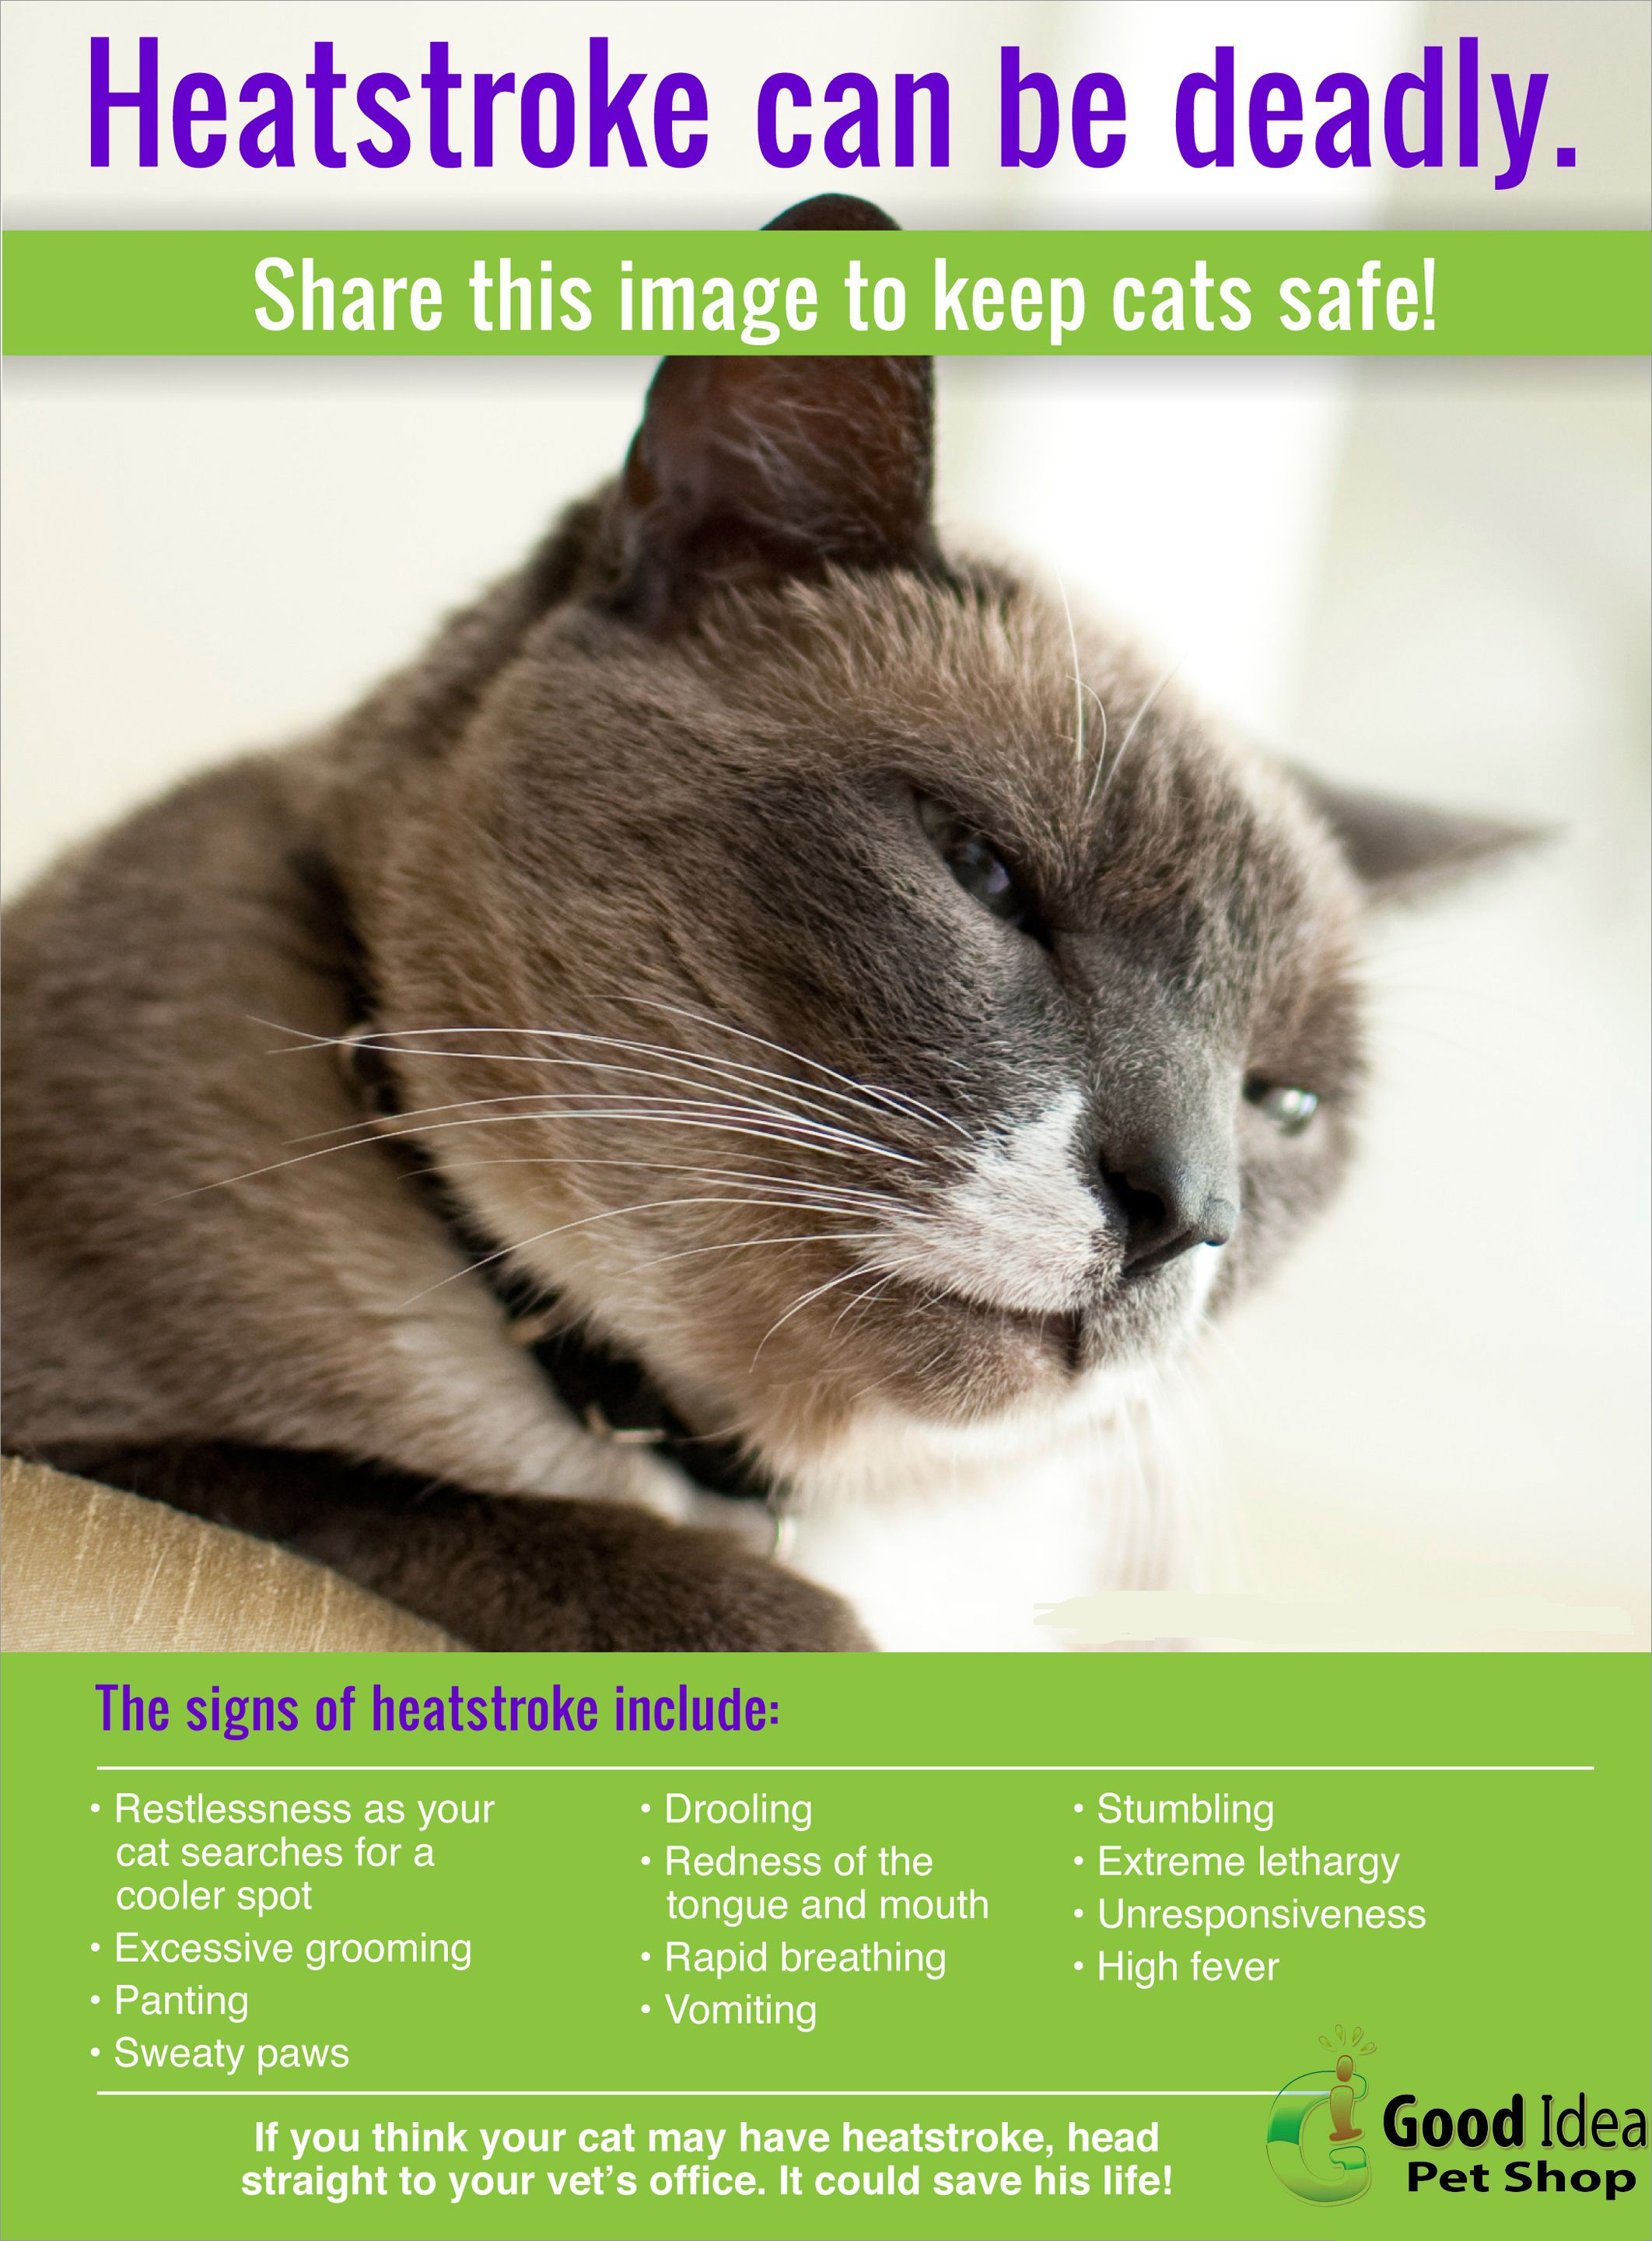 Heatstroke can be deadly.
Share this image to keep cats safe!
The signs of heatstroke include:
• Restlessness as your
cat searches for a
cooler spot
• Excessive grooming
• Panting
• Sweaty paws
• Drooling
• Redness of the
tongue and mouth
• Rapid breathing
• Vomiting
• Stumbling
• Extreme lethargy
• Unresponsiveness
• High fever
If you think your cat may have heatstroke, head
straight to your vet’s office. It could save his life!
Good Idea
Pet Shop